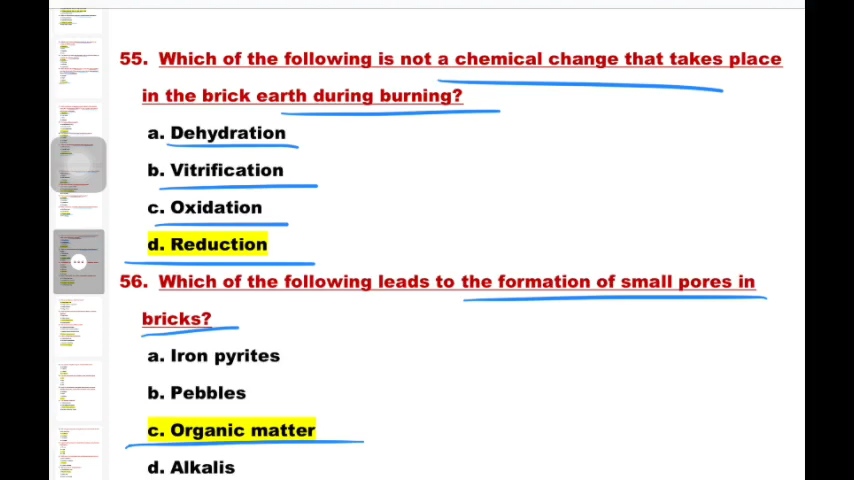 55. Which of the following is not a chemical change that takes place
in the brick earth during burning?
a. Dehydration
b. Vitrification
c. Oxidation
d. Reduction
56. Which of the following leads to the formation of small pores in
bricks?
a. Iron pyrites
b. Pebbles
c. Organic matter
d. Alkalis